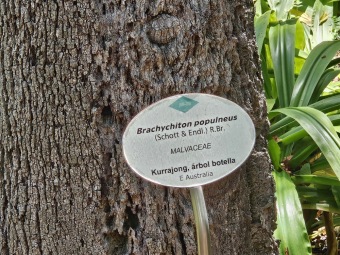 Brachychiton populneus
(Schott & Endl.) R.Br.
MALVACEAE
Kurrajong, árbol botella
E Australia